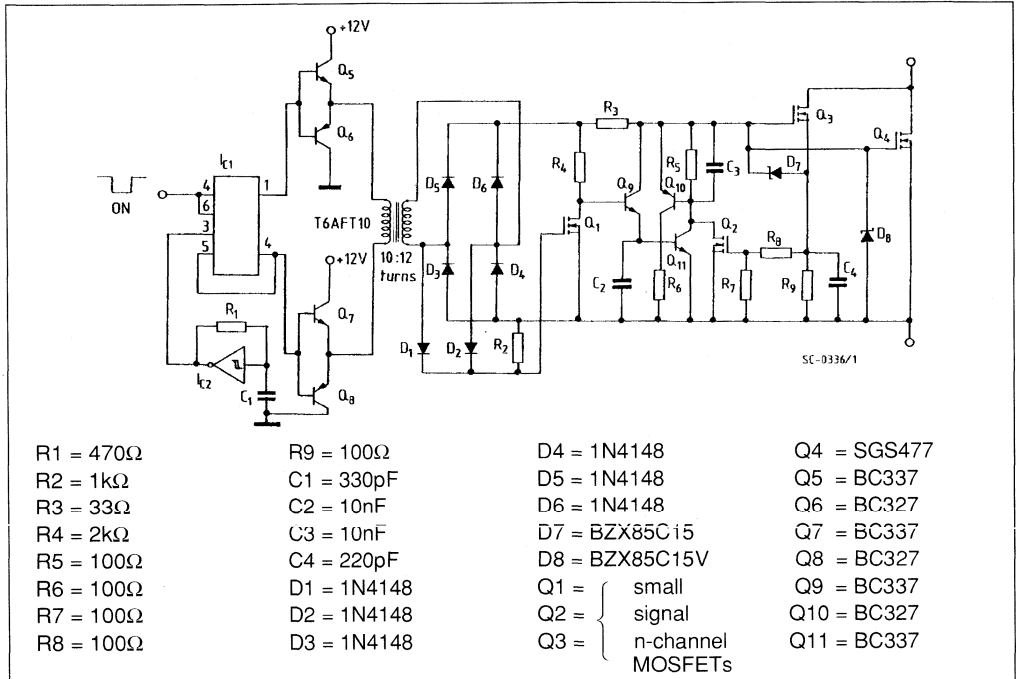 +12V
Q5
Q6
IC1
4
6
3
5
1
4
ON
T6AFT10
10:12
turns
+12V
Q7
Q8
R1
IC2
C1
D5
D6
D3
D4
D1
D2
R2
R4
R3
Q1
Q9
Q10
Q11
C2
R6
R5
C3
Q2
R7
R8
R9
C4
D7
D8
Q3
Q4
SC-0336/1
R1 = 470Ω
R2 = 1kΩ
R3 = 33Ω
R4 = 2kΩ
R5 = 100Ω
R6 = 100Ω
R7 = 100Ω
R8 = 100Ω
R9 = 100Ω
C1 = 330pF
C2 = 10nF
C3 = 10nF
C4 = 220pF
D1 = 1N4148
D2 = 1N4148
D3 = 1N4148
D4 = 1N4148
D5 = 1N4148
D6 = 1N4148
D7 = BZX85C15
D8 = BZX85C15V
Q1 = small
Q2 = signal
Q3 = n-channel
MOSFETs
Q4 = SGS477
Q5 = BC337
Q6 = BC327
Q7 = BC337
Q8 = BC327
Q9 = BC337
Q10 = BC327
Q11 = BC337